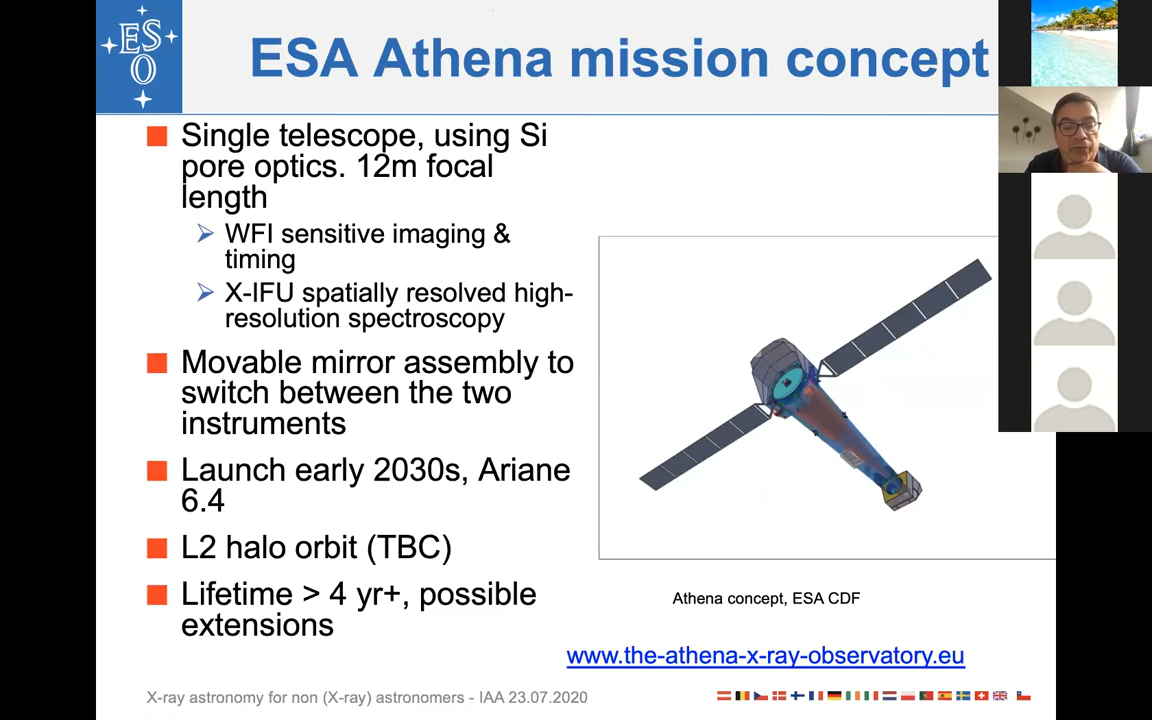 ES
O
ESA Athena mission concept
Single telescope, using Si
pore optics. 12m focal
length
WFI sensitive imaging &
timing
X-IFU spatially resolved high-
resolution spectroscopy
Movable mirror assembly to
switch between the two
instruments
Launch early 2030s, Ariane
6.4
L2 halo orbit (TBC)
Lifetime > 4 yr+, possible
extensions
Athena concept, ESA CDF
www.the-athena-x-ray-observatory.eu
X-ray astronomy for non (X-ray) astronomers - IAA 23.07.2020